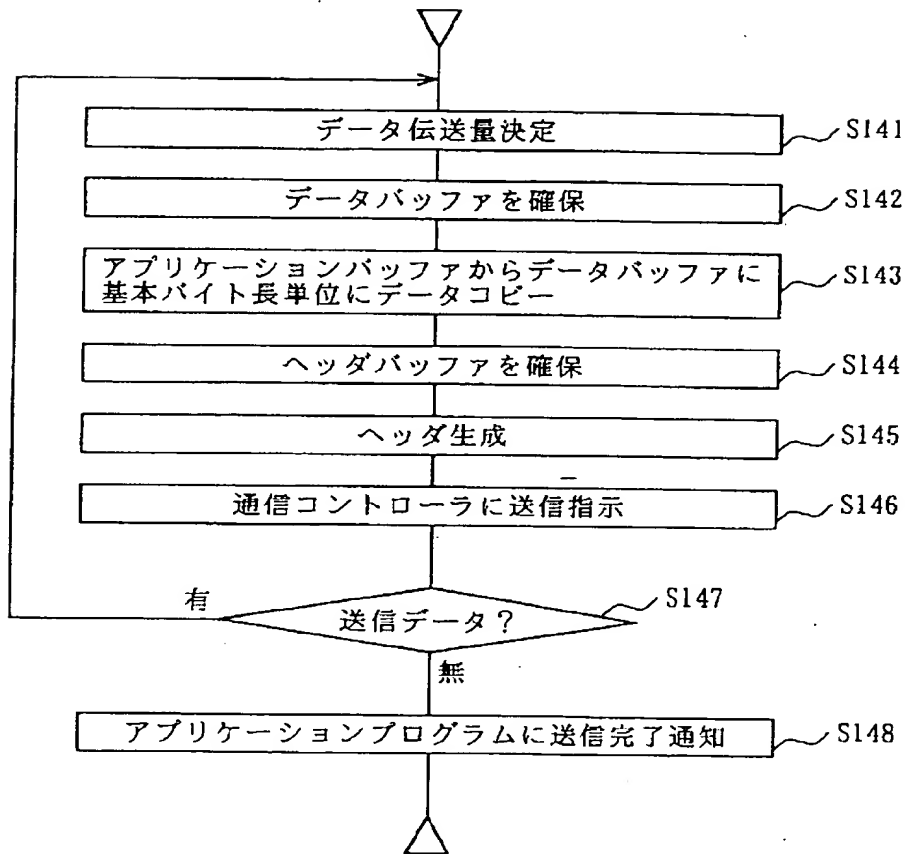 データ伝送量決定
S141
データバッファを確保
S142
アプリケーションバッファからデータバッファに
基本バイト長単位にデータコピー
S143
ヘッダバッファを確保
S144
ヘッダ生成
S145
通信コントローラに送信指示
S146
有
送信データ？
S147
無
アプリケーションプログラムに送信完了通知
S148